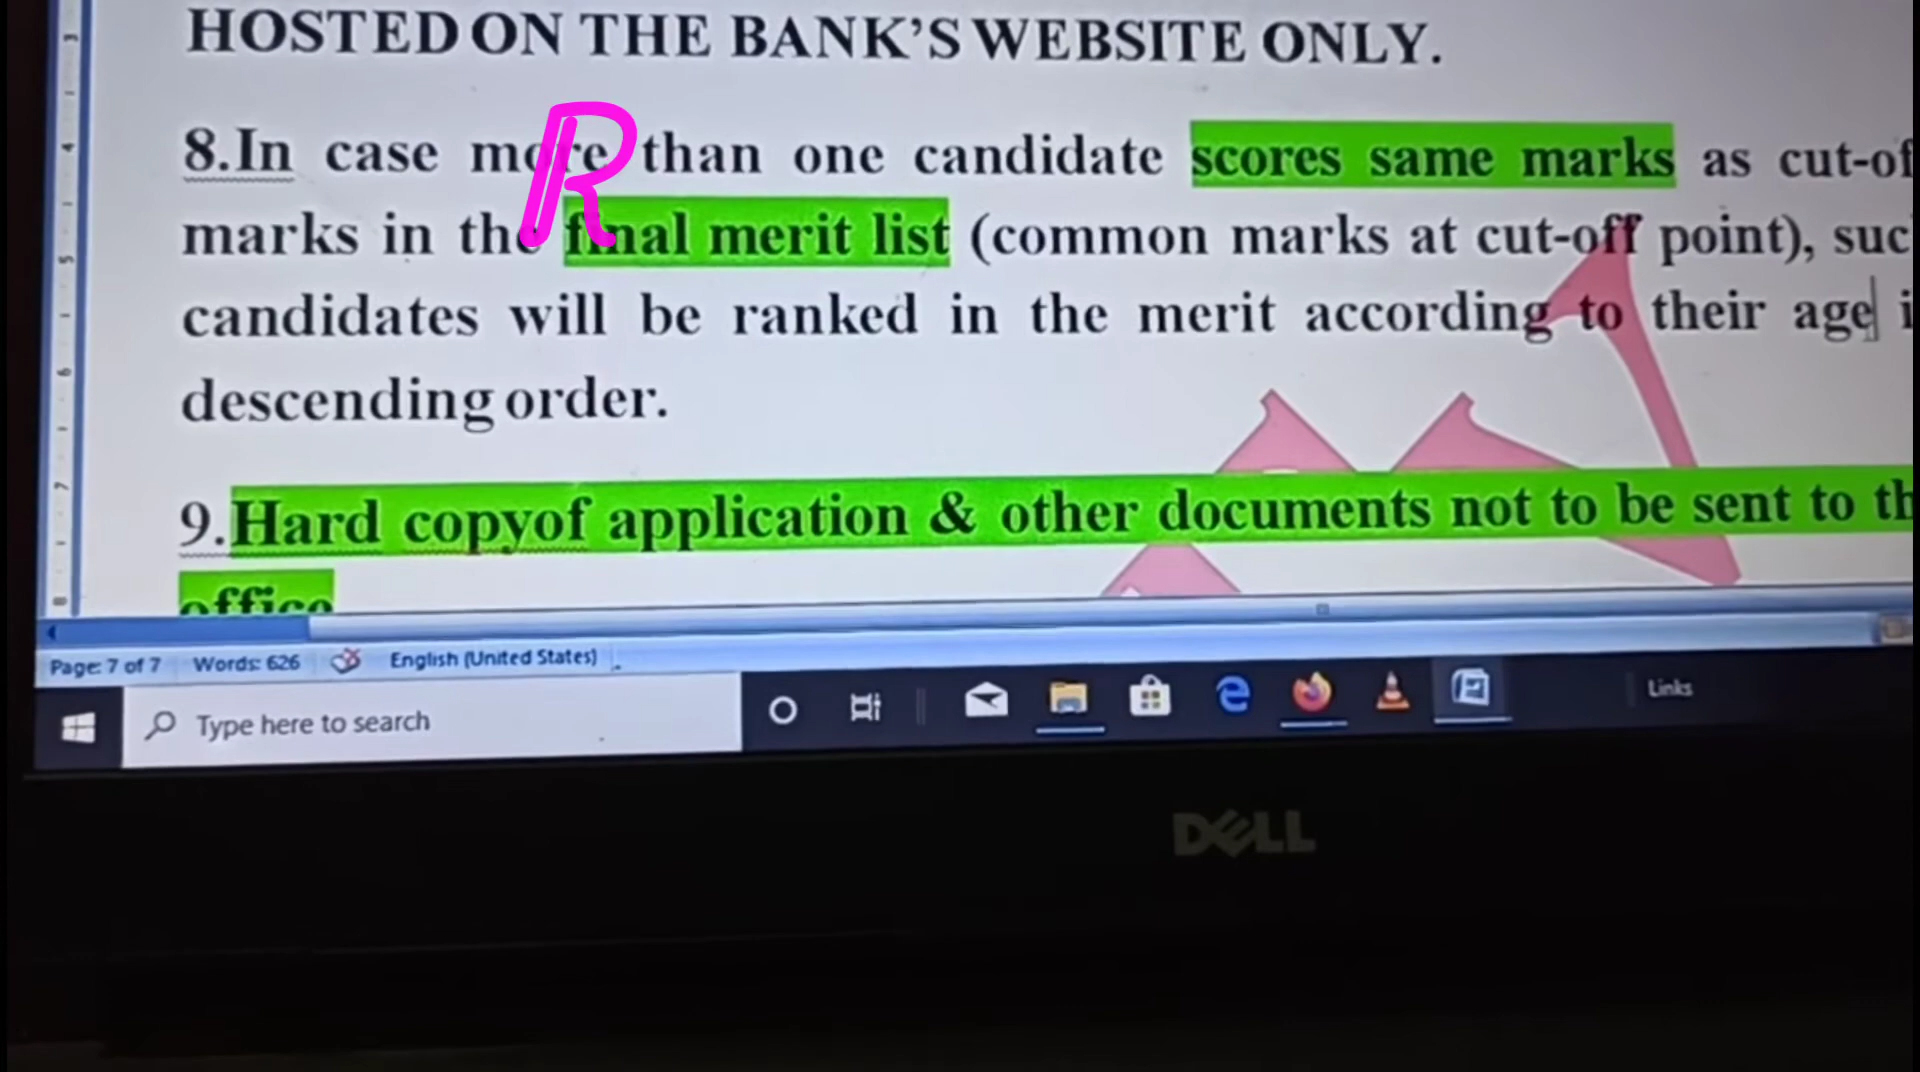 HOSTED ON THE BANK'S WEBSITE ONLY.
ℝ
8.In case more than one candidate scores same marks as cut-of
marks in the final merit list (common marks at cut-off point), suc
candidates will be ranked in the merit according to their age i
descending order.
9.Hard copyof application & other documents not to be sent to th
office
Page: 7 of 7 Words: 626 English (United States)
Type here to search
Links
DELL